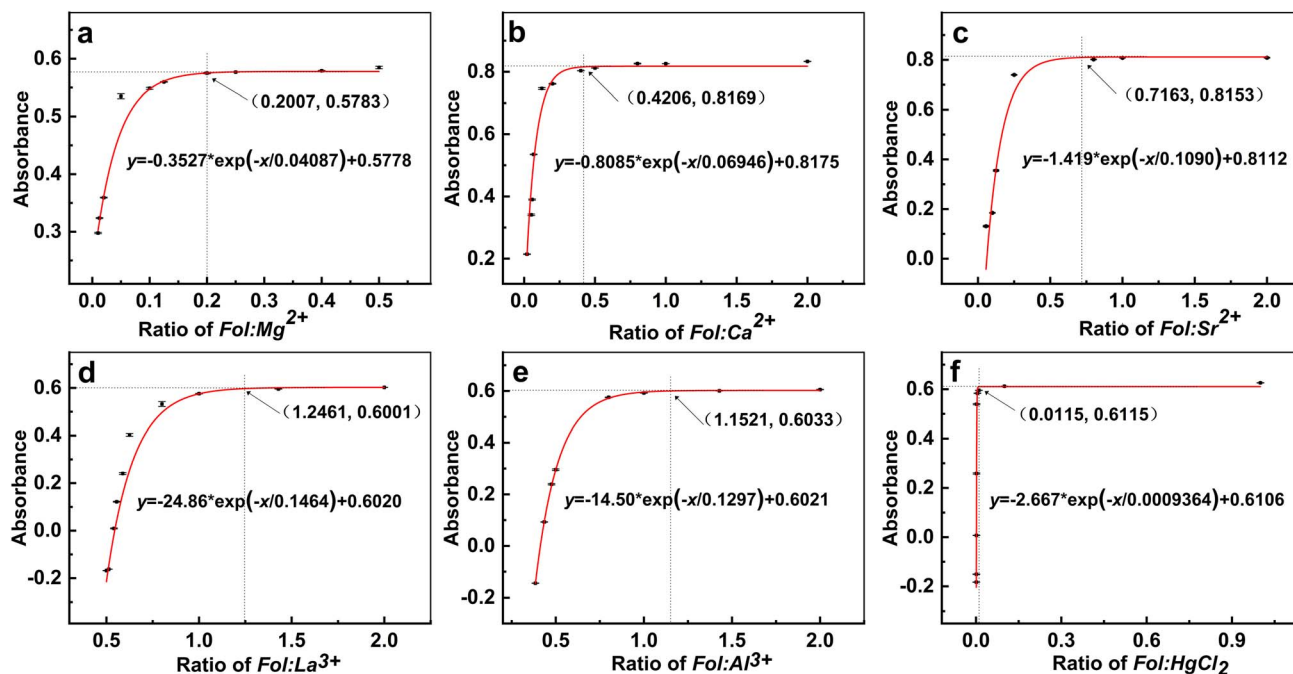 a
Absorbance
0.6
0.5
0.4
0.3
(0.2007, 0.5783)
y=-0.3527*exp(-x/0.04087)+0.5778
0.0 0.1 0.2 0.3 0.4 0.5
Ratio of Fol:Mg2+
b
Absorbance
0.8
0.6
0.4
0.2
(0.4206, 0.8169)
y=-0.8085*exp(-x/0.06946)+0.8175
0.0 0.5 1.0 1.5 2.0
Ratio of Fol:Ca2+
c
Absorbance
0.8
0.6
0.4
0.2
0.0
(0.7163, 0.8153)
y=-1.419*exp(-x/0.1090)+0.8112
0.0 0.5 1.0 1.5 2.0
Ratio of Fol:Sr2+
d
Absorbance
0.6
0.4
0.2
0.0
-0.2
(1.2461, 0.6001)
y=-24.86*exp(-x/0.1464)+0.6020
0.5 1.0 1.5 2.0
Ratio of Fol:La3+
e
Absorbance
0.6
0.4
0.2
0.0
-0.2
(1.1521, 0.6033)
y=-14.50*exp(-x/0.1297)+0.6021
0.5 1.0 1.5 2.0
Ratio of Fol:Al3+
f
Absorbance
0.6
0.4
0.2
0.0
-0.2
(0.0115, 0.6115)
y=-2.667*exp(-x/0.0009364)+0.6106
0.0 0.3 0.6 0.9
Ratio of Fol:HgCl2